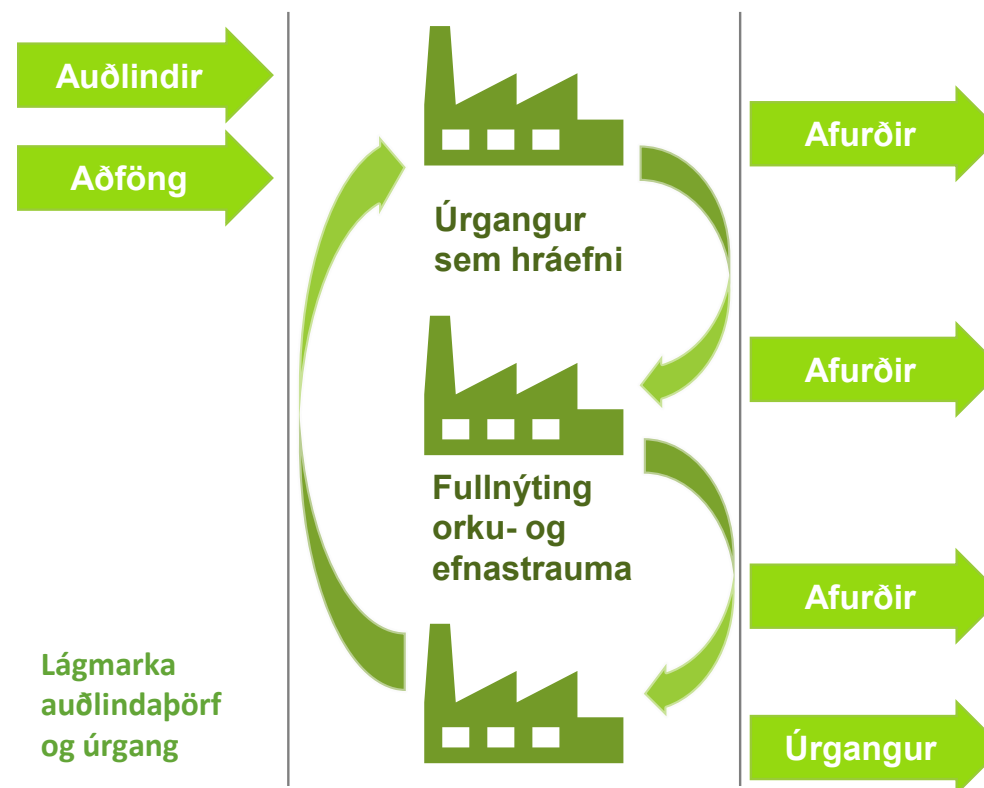 Auðlindir
Aðföng
Lágmarka
auðlindaþörf
og úrgang
Úrgangur
sem hráefni
Fullnýting
orku- og
efnastrauma
Afurðir
Afurðir
Afurðir
Úrgangur